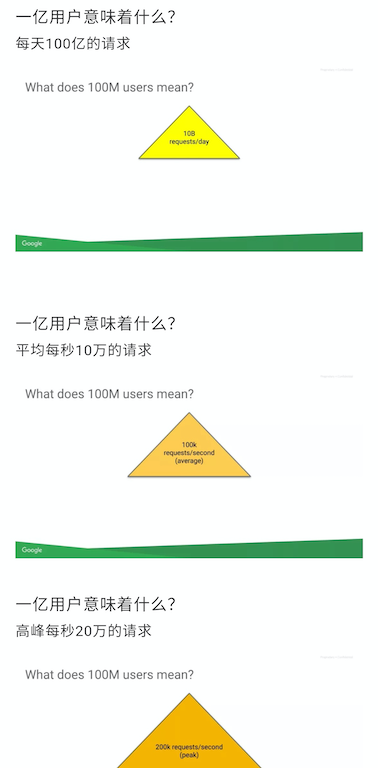 一亿用户意味着什么?
每天100亿的请求
What does 100M users mean?
10B
requests/day
Google
一亿用户意味着什么?
平均每秒10万的请求
What does 100M users mean?
100k
requests/second
(average)
Google
一亿用户意味着什么?
高峰每秒20万的请求
What does 100M users mean?
200k requests/second
(peak)